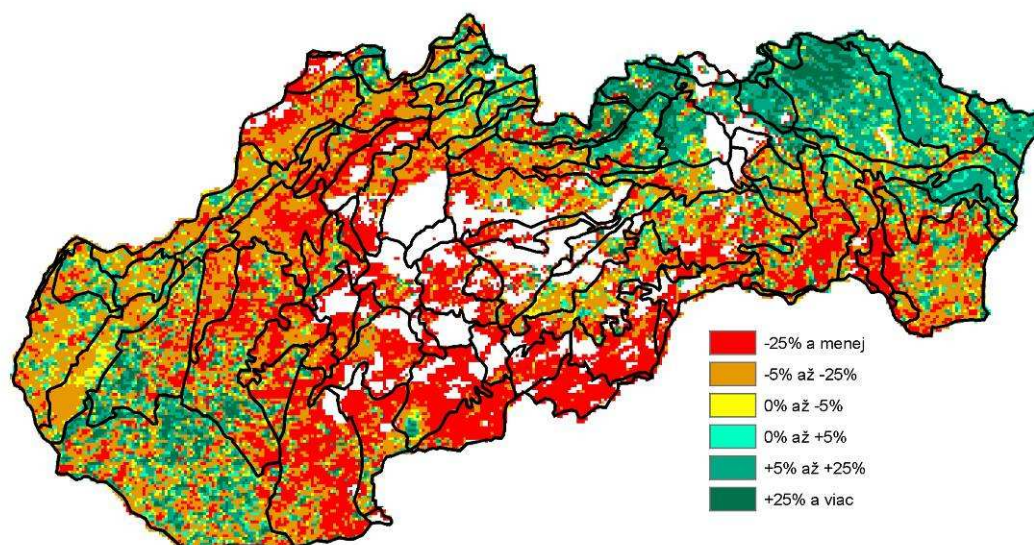 -25% a menej
-5% až -25%
0% až -5%
0% až +5%
+5% až +25%
+25% a viac